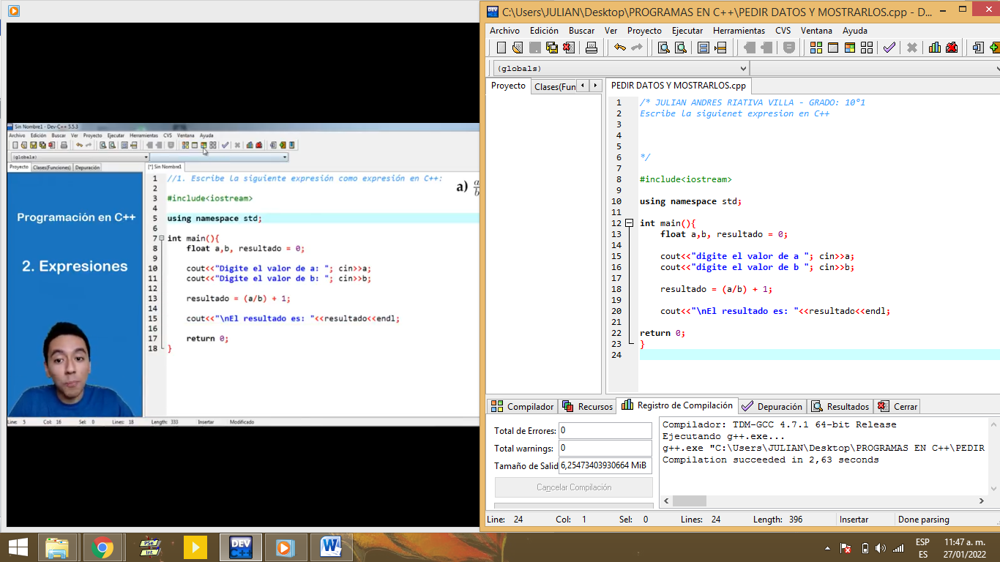 Sin Nombre1 - Dev-C++ 5.5.3
Archivo Edición Buscar Ver Proyecto Ejecutar Herramientas CVS Ventana Ayuda
(globals)
Proyecto Clases(Funciones) Depuración
[*] Sin Nombre1
Programación en C++
2. Expresiones
1 //1. Escribe la siguiente expresión como expresión en C++:
a) a
b
2
3 #include<iostream>
4
5 using namespace std;
6
7 int main(){
8 float a,b, resultado = 0;
9
10 cout<<"Digite el valor de a: "; cin>>a;
11 cout<<"Digite el valor de b: "; cin>>b;
12
13 resultado = (a/b) + 1;
14
15 cout<<"\nEl resultado es: "<<resultado<<endl;
16
17 return 0;
18 }
Line: 5 Col: 16 Sel: 0 Lines: 18 Length: 333 Insertar Modificado
DEV C++
C:\Users\JULIAN\Desktop\PROGRAMAS EN C++\PEDIR DATOS Y MOSTRARLOS.cpp - D...
Archivo Edición Buscar Ver Proyecto Ejecutar Herramientas CVS Ventana Ayuda
(globals)
Proyecto Clases(Fun
PEDIR DATOS Y MOSTRARLOS.cpp
1 /* JULIAN ANDRES RIATIVA VILLA - GRADO: 10°1
2 Escribe la siguienet expresion en C++
3
4
5
6 */
7
8 #include<iostream>
9
10 using namespace std;
11
12 int main(){
13 float a,b, resultado = 0;
14
15 cout<<"digite el valor de a "; cin>>a;
16 cout<<"digite el valor de b "; cin>>b;
17
18 resultado = (a/b) + 1;
19
20 cout<<"\nEl resultado es: "<<resultado<<endl;
21
22 return 0;
23 }
24
Compilador Recursos Registro de Compilación Depuración Resultados Cerrar
Total de Errores: 0
Total warnings: 0
Tamaño de Salid 6,25473403930664 MiB
Cancelar Compilación
Compilador: TDM-GCC 4.7.1 64-bit Release
Ejecutando g++.exe...
g++.exe "C:\Users\JULIAN\Desktop\PROGRAMAS EN C++\PEDIR
Compilation succeeded in 2,63 seconds
Line: 24 Col: 1 Sel: 0 Lines: 24 Length: 396 Insertar Done parsing
PSe Int
DEV C++
W
ESP
ES
11:47 a. m.
27/01/2022